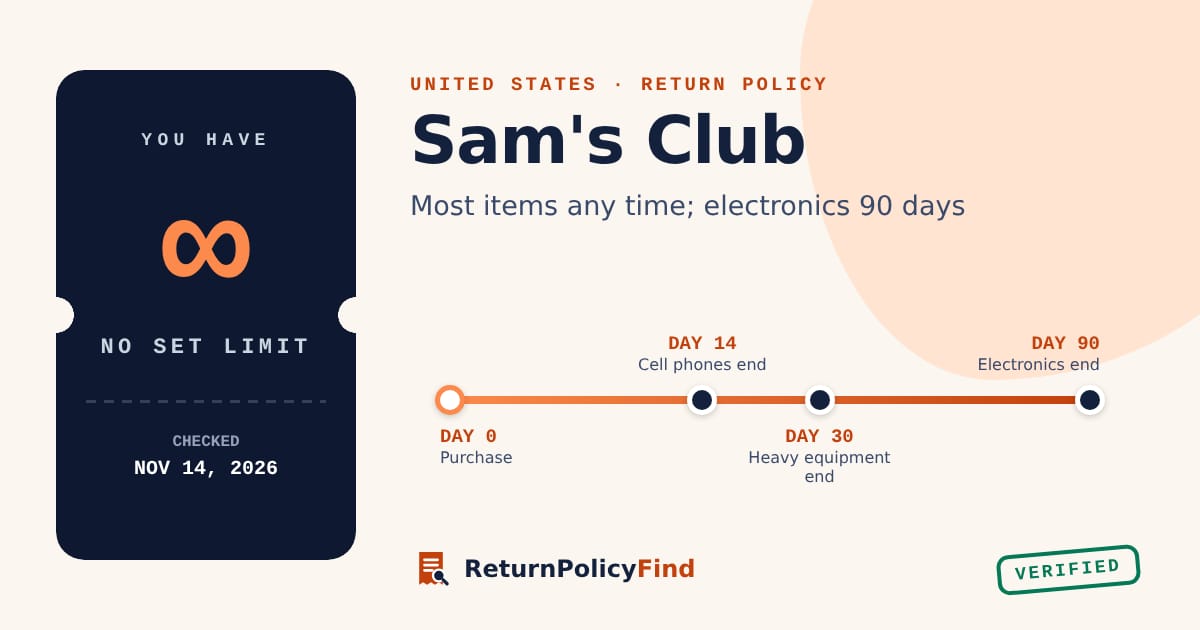 YOU HAVE
∞
NO SET LIMIT
CHECKED
NOV 14, 2026
UNITED STATES · RETURN POLICY
Sam's Club
Most items any time; electronics 90 days
DAY 14
Cell phones end
DAY 90
Electronics end
DAY 0
Purchase
DAY 30
Heavy equipment
end
ReturnPolicyFind
VERIFIED